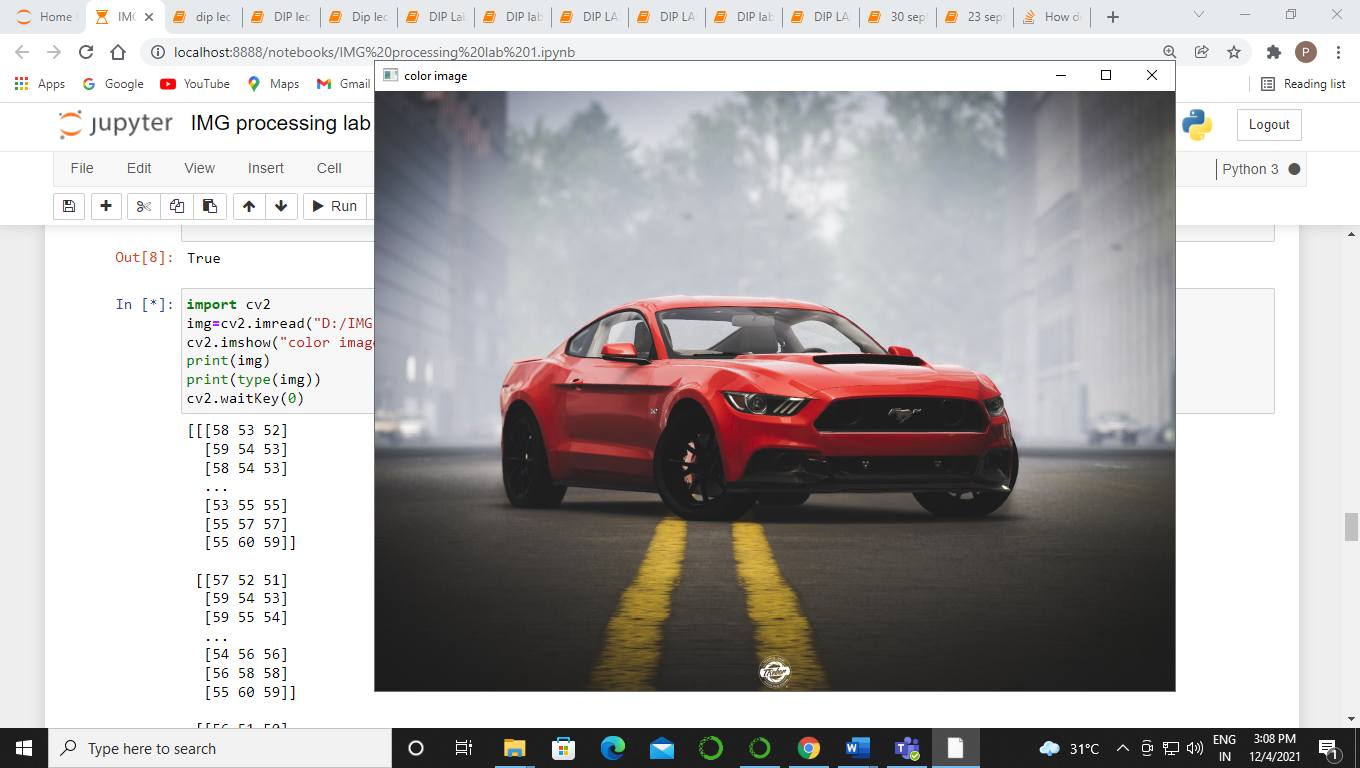 Home
IMG
dip lec
DIP lec
Dip lec
DIP Lab
DIP lab
DIP LA
DIP LA
DIP lab
DIP LA
30 sep
23 sep
How d
localhost:8888/notebooks/IMG%20processing%20lab%201.ipynb
P
Apps
Google
YouTube
Maps
Gmail
Reading list
color image
jupyter
IMG processing lab
Logout
File
Edit
View
Insert
Cell
Python 3
Run
Out[8]:
True
In [*]:
import cv2
img=cv2.imread("D:/IMG
cv2.imshow("color image
print(img)
print(type(img))
cv2.waitKey(0)
[[[58 53 52]
[59 54 53]
[58 54 53]
...
[53 55 55]
[55 57 57]
[55 60 59]]
[[57 52 51]
[59 54 53]
[59 55 54]
...
[54 56 56]
[56 58 58]
[55 60 59]]
[[56 51 50]
Type here to search
31°C
ENG
IN
3:08 PM
12/4/2021
1